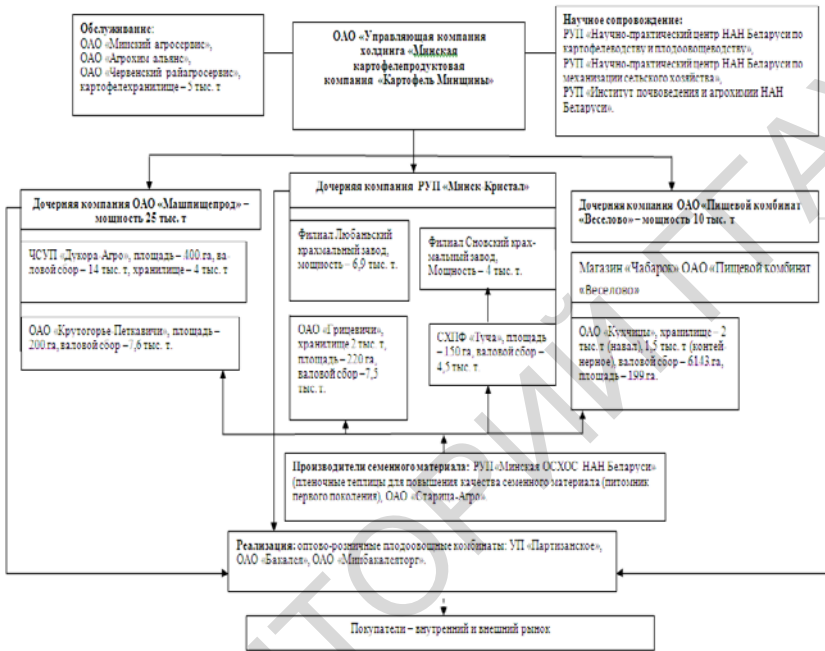 Обслуживание:
ОАО «Минский агросервис»,
ОАО «Агрохим альянс»,
ОАО «Червенский райагросервис»,
картофелехранилище – 5 тыс. т
ОАО «Управляющая компания
холдинга «Минская
картофелепродуктовая
компания «Картофель Минщины»
Научное сопровождение:
РУП «Научно-практический центр НАН Беларуси по
картофелеводству и плодоовощеводству»,
РУП «Научно-практический центр НАН Беларуси по
механизации сельского хозяйства»,
РУП «Институт почвоведения и агрохимии НАН
Беларуси».
Дочерняя компания ОАО «Машпищепрод» –
мощность 25 тыс. т
Дочерняя компания РУП «Минск-Кристал»
Дочерняя компания ОАО «Пищевой комбинат
«Веселово» – мощность 10 тыс. т
ЧСУП «Дукора-Агро», площадь – 400 га, ва-
ловой сбор – 14 тыс. т, хранилище – 4 тыс. т
Филиал Любаньский
крахмальный завод,
мощность – 6,9 тыс. т.
Филиал Сновский крах-
мальный завод,
Мощность – 4 тыс. т.
Магазин «Чабарок» ОАО «Пищевой комбинат
«Веселово»
ОАО «Крутогорье-Петкавичи», площадь –
200 га, валовой сбор –7,6 тыс. т.
ОАО «Грицевичи»,
хранилище 2 тыс. т,
площадь – 220 га,
валовой сбор –7,5
тыс. т.
СХПФ «Туча», площадь
– 150 га, валовой сбор –
4,5 тыс. т.
ОАО «Кухчицы», хранилище – 2
тыс. т (навал), 1,5 тыс. т (контей-
нерное), валовой сбор – 6143 га,
площадь – 199 га.
Производители семенного материала: РУП «Минская ОСХОС НАН Беларуси»
(пленочные теплицы для повышения качества семенного материала (питомник
первого поколения), ОАО «Старица-Агро»
Реализация: оптово-розничные плодоовощные комбинаты: УП «Партизанское»,
ОАО «Бакалея», ОАО «Минбакалеяторг».
Покупатели – внутренний и внешний рынок